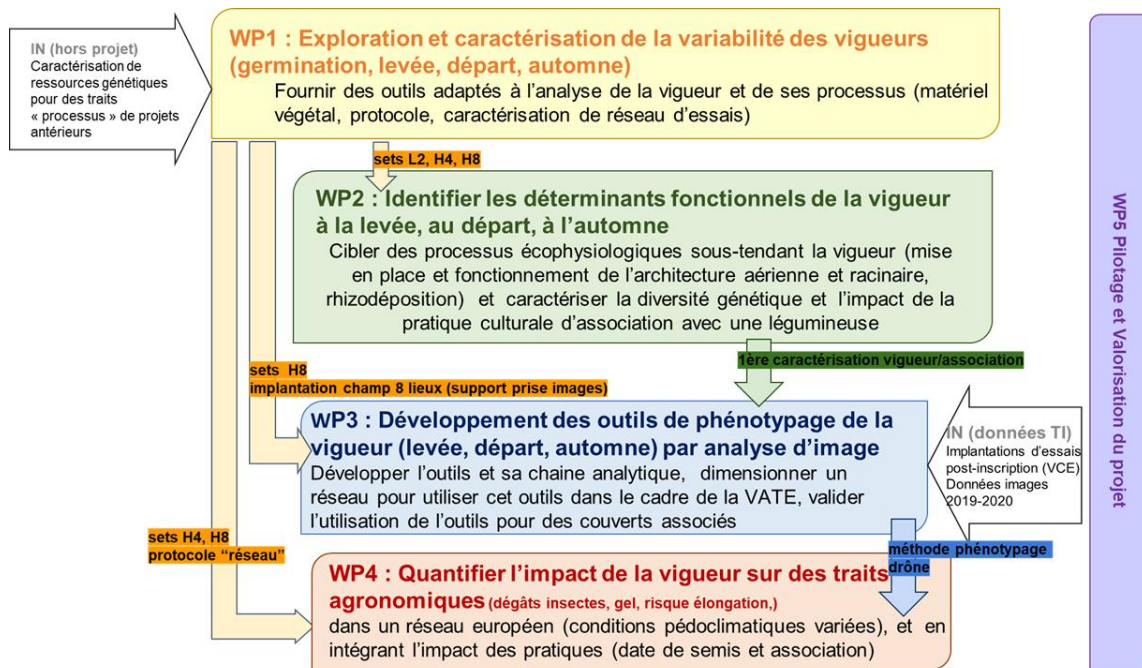 IN (hors projet)
Caractérisation de
ressources génétiques
pour des traits
« processus » de projets
antérieurs
WP1 : Exploration et caractérisation de la variabilité des vigueurs
(germination, levée, départ, automne)
Fournir des outils adaptés à l’analyse de la vigueur et de ses processus (matériel
végétal, protocole, caractérisation de réseau d’essais)
sets L2, H4, H8
WP2 : Identifier les déterminants fonctionnels de la vigueur
à la levée, au départ, à l’automne
Cibler des processus écophysiologiques sous-tendant la vigueur (mise
en place et fonctionnement de l’architecture aérienne et racinaire,
rhizodéposition) et caractériser la diversité génétique et l’impact de la
pratique culturale d’association avec une légumineuse
1ère caractérisation vigueur/association
sets H8
implantation champ 8 lieux (support prise images)
WP3 : Développement des outils de phénotypage de la
vigueur (levée, départ, automne) par analyse d’image
Développer l’outils et sa chaine analytique, dimensionner un
réseau pour utiliser cet outils dans le cadre de la VATE, valider
l’utilisation de l’outils pour des couverts associés
IN (données TI)
Implantations d’essais
post-inscription (VCE)
Données images
2019-2020
sets H4, H8
protocole “réseau”
méthode phénotypage
drône
WP4 : Quantifier l’impact de la vigueur sur des traits
agronomiques (dégâts insectes, gel, risque élongation,)
dans un réseau européen (conditions pédoclimatiques variées), et en
intégrant l’impact des pratiques (date de semis et association)
WP5 Pilotage et Valorisation du projet